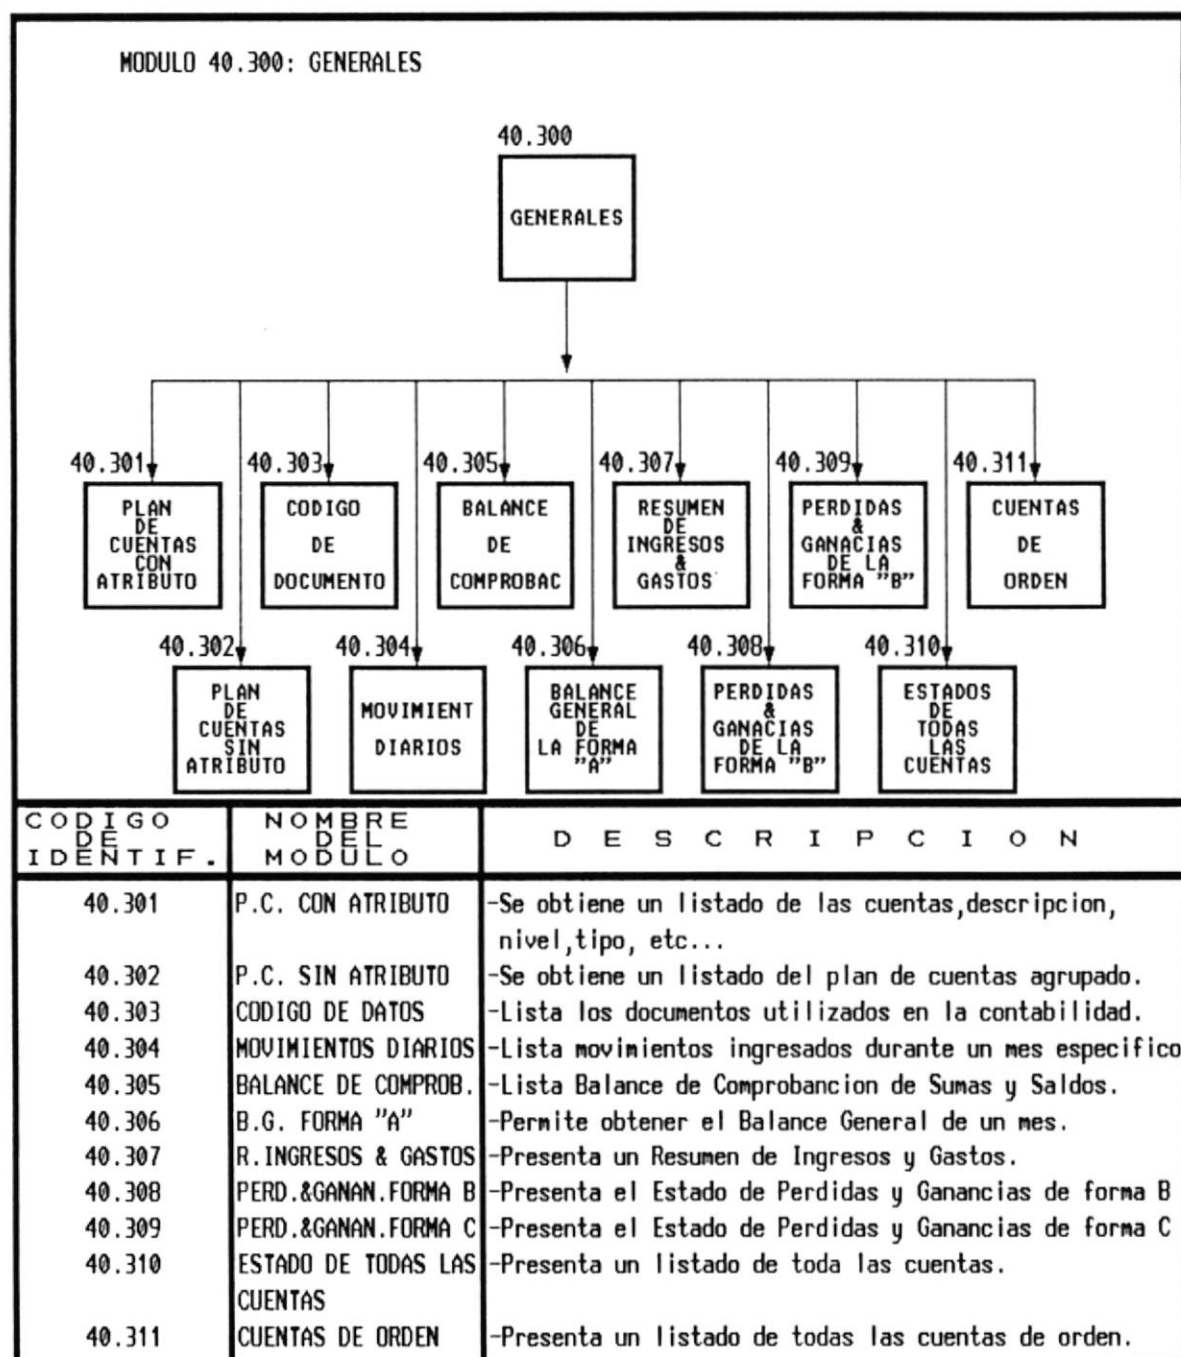 MODULO 40.300: GENERALES
40.300
GENERALES
40.301
PLAN
DE
CUENTAS
CON
ATRIBUTO
40.303
CODIGO
DE
DOCUMENTO
40.305
BALANCE
DE
COMPROBAC
40.307
RESUMEN
DE
INGRESOS
&
GASTOS
40.309
PERDIDAS
&
GANACIAS
DE LA
FORMA "B"
40.311
CUENTAS
DE
ORDEN
40.302
PLAN
DE
CUENTAS
SIN
ATRIBUTO
40.304
MOVIMIENT
DIARIOS
40.306
BALANCE
GENERAL
DE
LA FORMA
"A"
40.308
PERDIDAS
&
GANACIAS
DE LA
FORMA "B"
40.310
ESTADOS
DE
TODAS
LAS
CUENTAS
CODIGO
DE
IDENTIF.
NOMBRE
DEL
MODULO
D E S C R I P C I O N
40.301 P.C. CON ATRIBUTO -Se obtiene un listado de las cuentas,descripcion,
nivel,tipo, etc...
40.302 P.C. SIN ATRIBUTO -Se obtiene un listado del plan de cuentas agrupado.
40.303 CODIGO DE DATOS -Lista los documentos utilizados en la contabilidad.
40.304 MOVIMIENTOS DIARIOS -Lista movimientos ingresados durante un mes especifico
40.305 BALANCE DE COMPROB. -Lista Balance de Comprobancion de Sumas y Saldos.
40.306 B.G. FORMA "A" -Permite obtener el Balance General de un mes.
40.307 R.INGRESOS & GASTOS -Presenta un Resumen de Ingresos y Gastos.
40.308 PERD.&GANAN.FORMA B -Presenta el Estado de Perdidas y Ganancias de forma B
40.309 PERD.&GANAN.FORMA C -Presenta el Estado de Perdidas y Ganancias de forma C
40.310 ESTADO DE TODAS LAS -Presenta un listado de toda las cuentas.
CUENTAS
40.311 CUENTAS DE ORDEN -Presenta un listado de todas las cuentas de orden.